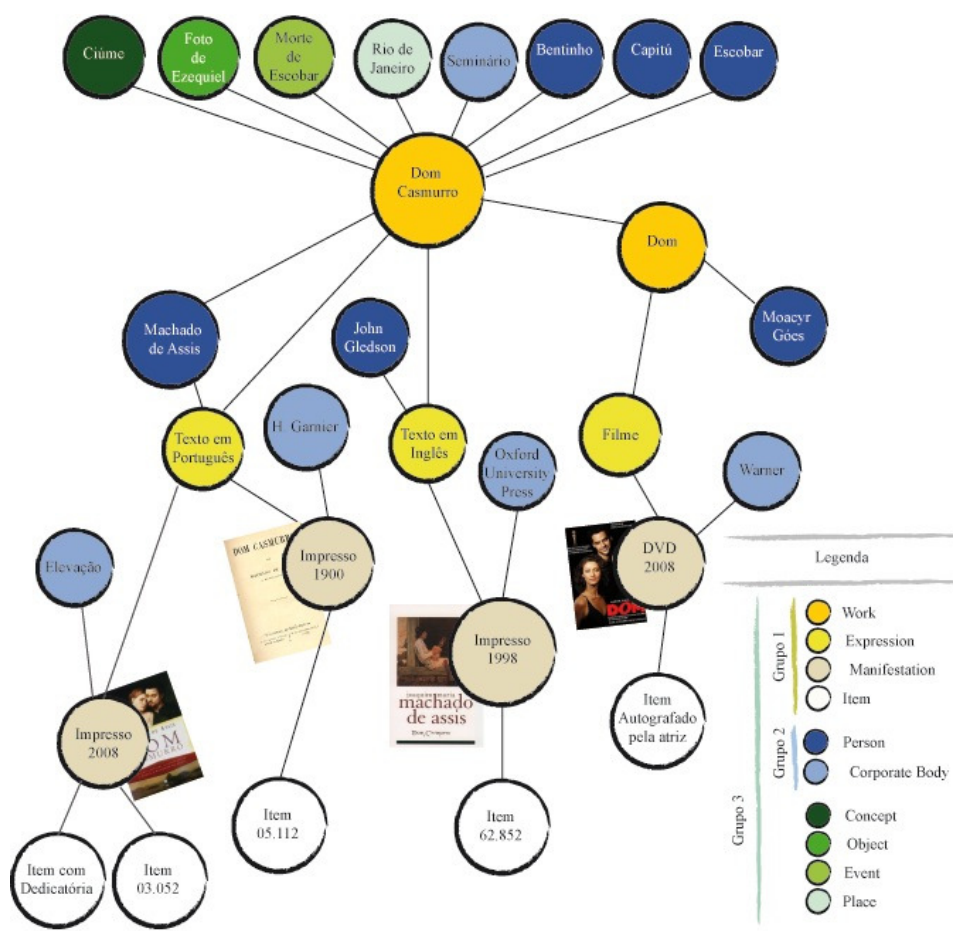 Ciúme
Foto
de
Ezequiel
Morte
de
Escobar
Rio de
Janeiro
Seminário
Bentinho
Capitú
Escobar
Dom
Casmurro
Dom
Machado
de Assis
John
Gledson
Moacyr
Góes
Texto em
Português
H. Garnier
Texto em
Inglês
Oxford
University
Press
Filme
Warner
Elevação
DOM CASMURRO
Impresso
1900
Impresso
1998
machado
de assis
DVD
2008
DOM
Impresso
2008
Item
Autografado
pela atriz
Item com
Dedicatória
Item
03.052
Item
05.112
Item
62.852
Legenda
Grupo 3
Grupo 1
Work
Expression
Manifestation
Item
Grupo 2
Person
Corporate Body
Concept
Object
Event
Place